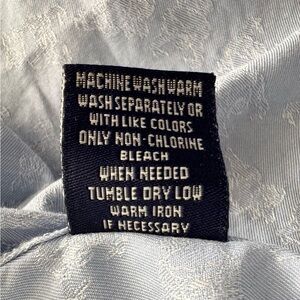 MACHINE WASH WARM
WASH SEPARATELY OR
WITH LIKE COLORS
ONLY NON-CHLORINE
BLEACH
WHEN NEEDED
TUMBLE DRY LOW
WARM IRON
IF NECESSARY